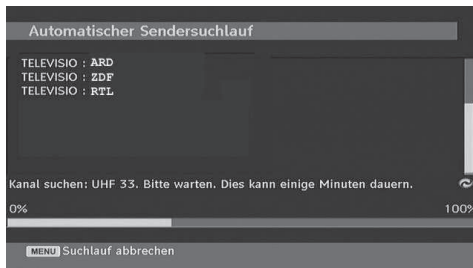 Automatischer Sendersuchlauf
TELEVISIO : ARD
TELEVISIO : ZDF
TELEVISIO : RTL
Kanal suchen: UHF 33. Bitte warten. Dies kann einige Minuten dauern.
0% 100%
MENU Suchlauf abbrechen